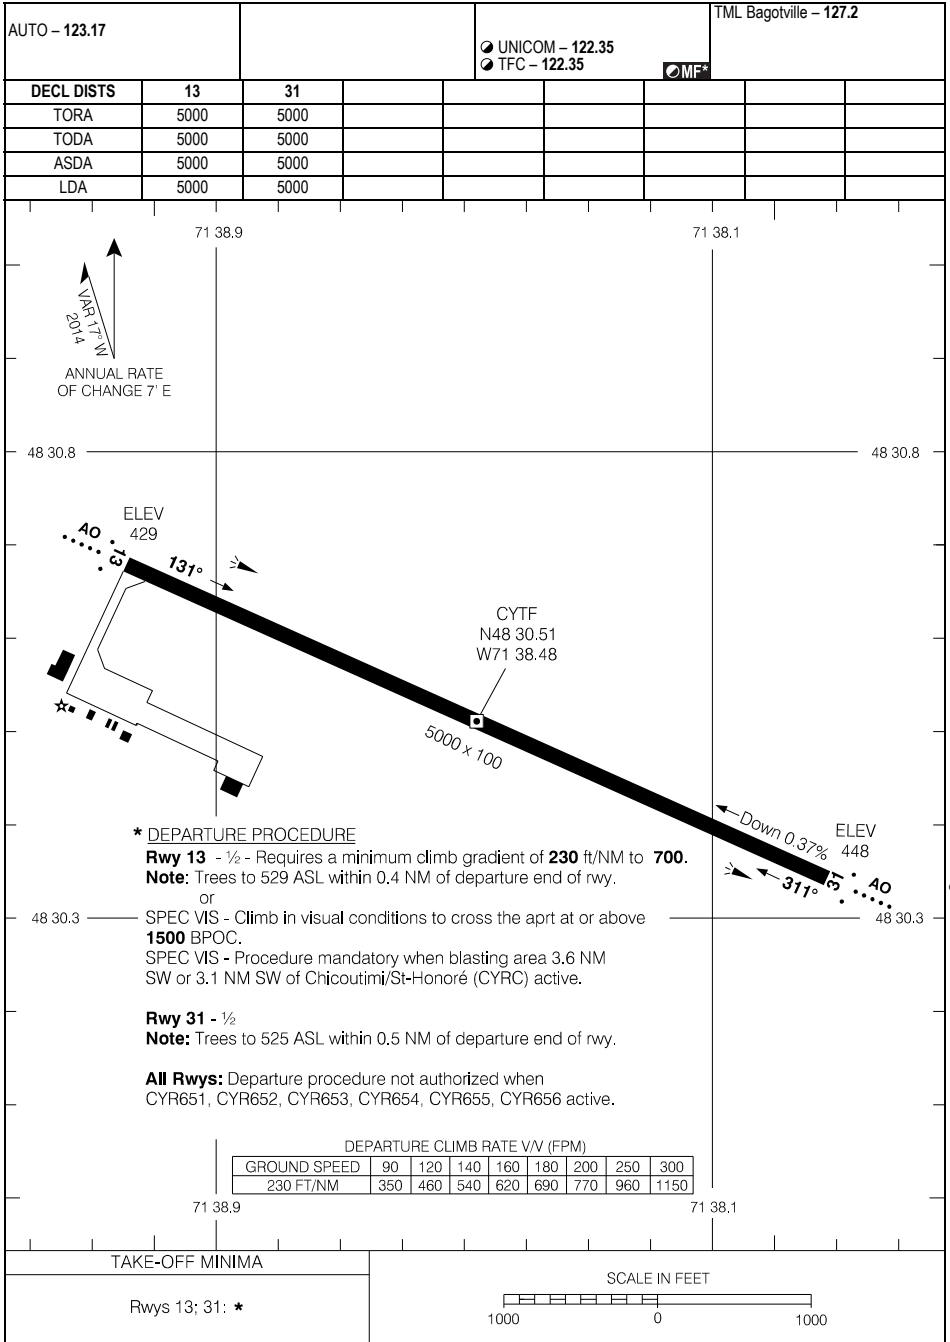 AUTO – 123.17
UNICOM – 122.35
TFC – 122.35
MF*
TML Bagotville – 127.2
DECL DISTS 13 31
TORA 5000 5000
TODA 5000 5000
ASDA 5000 5000
LDA 5000 5000
71 38.9 71 38.1
VAR 17° W
2014
ANNUAL RATE
OF CHANGE 7' E
48 30.8 48 30.8
ELEV
429
AO
13
131°
CYTF
N48 30.51
W71 38.48
5000 x 100
Down 0.37%
ELEV
448
31
311°
AO
48 30.3 48 30.3
* DEPARTURE PROCEDURE
Rwy 13 - ½ - Requires a minimum climb gradient of 230 ft/NM to 700.
Note: Trees to 529 ASL within 0.4 NM of departure end of rwy.
or
SPEC VIS - Climb in visual conditions to cross the aprt at or above
1500 BPOC.
SPEC VIS - Procedure mandatory when blasting area 3.6 NM
SW or 3.1 NM SW of Chicoutimi/St-Honoré (CYRC) active.
Rwy 31 - ½
Note: Trees to 525 ASL within 0.5 NM of departure end of rwy.
All Rwys: Departure procedure not authorized when
CYR651, CYR652, CYR653, CYR654, CYR655, CYR656 active.
DEPARTURE CLIMB RATE V/V (FPM)
GROUND SPEED 90 120 140 160 180 200 250 300
230 FT/NM 350 460 540 620 690 770 960 1150
71 38.9 71 38.1
TAKE-OFF MINIMA
Rwys 13; 31: *
SCALE IN FEET
1000 0 1000